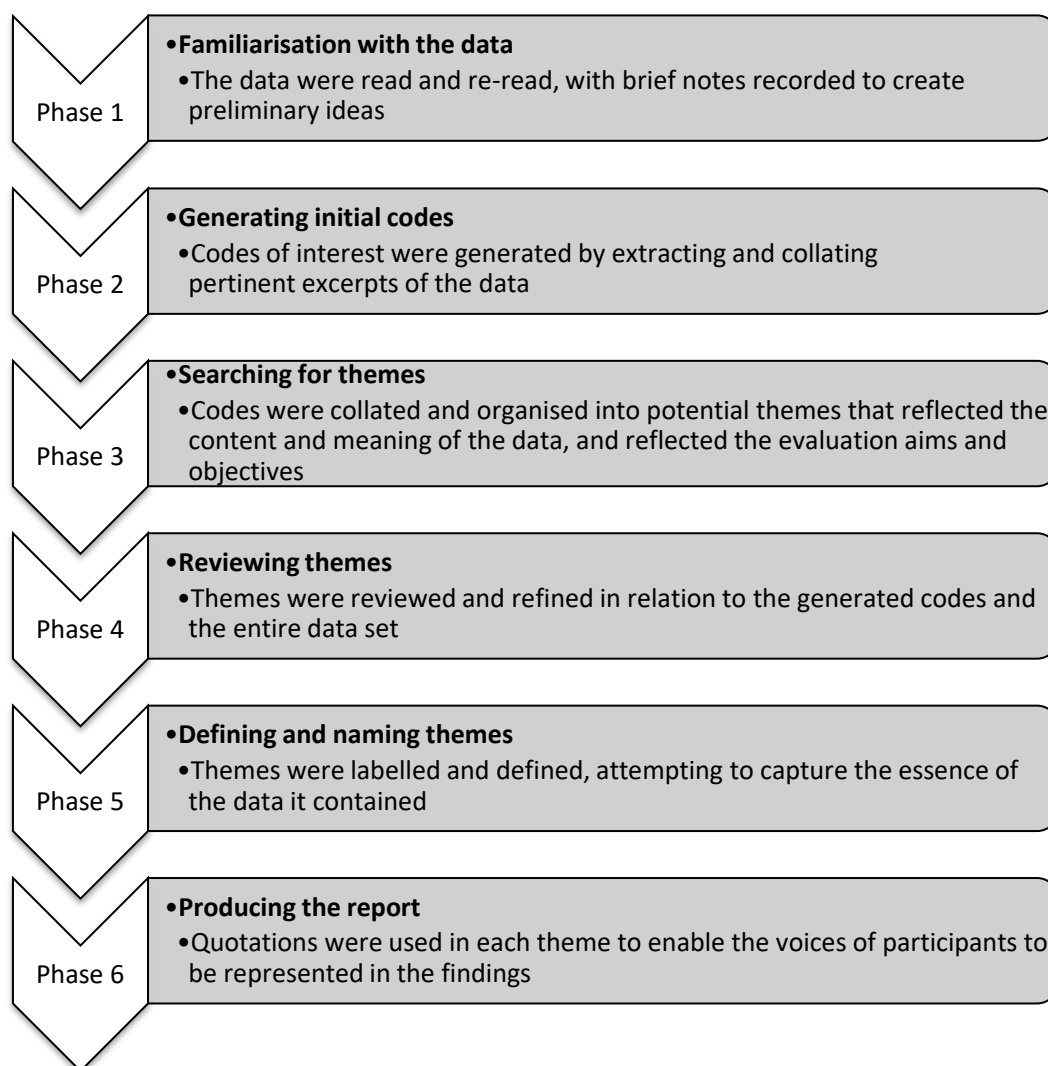 Phase 1
•Familiarisation with the data
•The data were read and re-read, with brief notes recorded to create
preliminary ideas
Phase 2
•Generating initial codes
•Codes of interest were generated by extracting and collating
pertinent excerpts of the data
Phase 3
•Searching for themes
•Codes were collated and organised into potential themes that reflected the
content and meaning of the data, and reflected the evaluation aims and
objectives
Phase 4
•Reviewing themes
•Themes were reviewed and refined in relation to the generated codes and
the entire data set
Phase 5
•Defining and naming themes
•Themes were labelled and defined, attempting to capture the essence of
the data it contained
Phase 6
•Producing the report
•Quotations were used in each theme to enable the voices of participants to
be represented in the findings